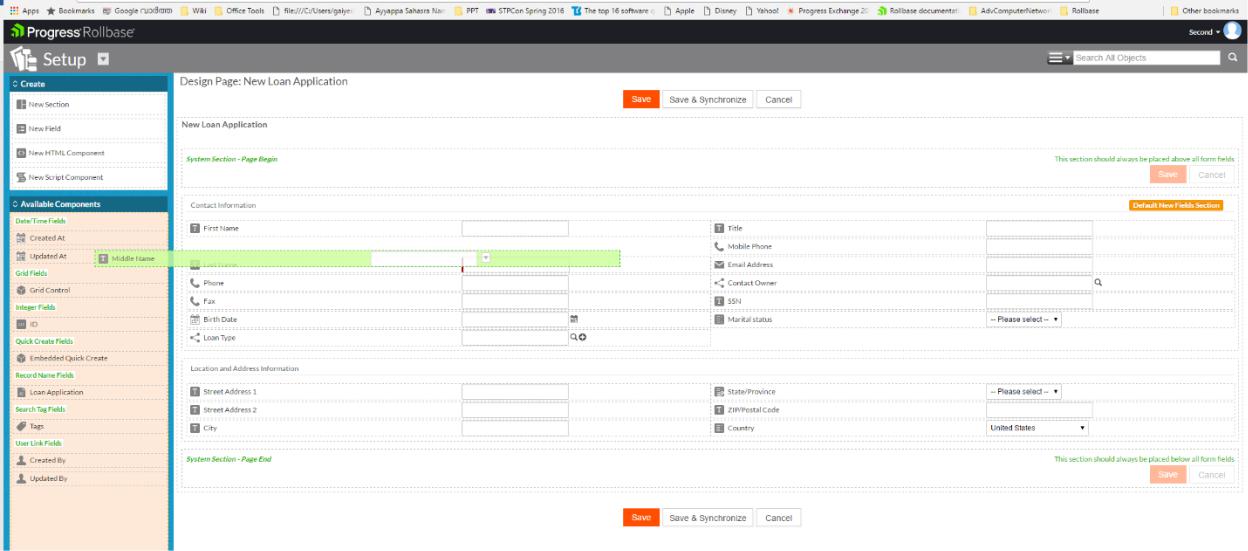 Apps Bookmarks Google Wiki Office Tools file:///C:/Users/gaiye Ayyappa Sahasra Nam PPT STPCon Spring 2016 The top 16 software Apple Disney Yahoo! Progress Exchange 20 Rollbase documentati AdvComputerNetwor Rollbase Other bookmarks
Progress Rollbase Second
Setup Search All Objects
Create
New Section
New Field
New HTML Component
New Script Component
Available Components
Date/Time Fields
Created At
Updated At
Grid Fields
Grid Control
Integer Fields
ID
Quick Create Fields
Embedded Quick Create
Record Name Fields
Loan Application
Search Tag Fields
Tags
User Link Fields
Created By
Updated By
Design Page: New Loan Application
Save Save & Synchronize Cancel
New Loan Application
System Section - Page Begin This section should always be placed above all form fields
Save Cancel
Contact Information Default New Fields Section
First Name Title
Mobile Phone
Middle Name
Last Name Email Address
Phone Contact Owner
Fax SSN
Birth Date Marital status -- Please select --
Loan Type
Location and Address Information
Street Address 1 State/Province -- Please select --
Street Address 2 ZIP/Postal Code
City Country United States
System Section - Page End This section should always be placed below all form fields
Save Cancel
Save Save & Synchronize Cancel